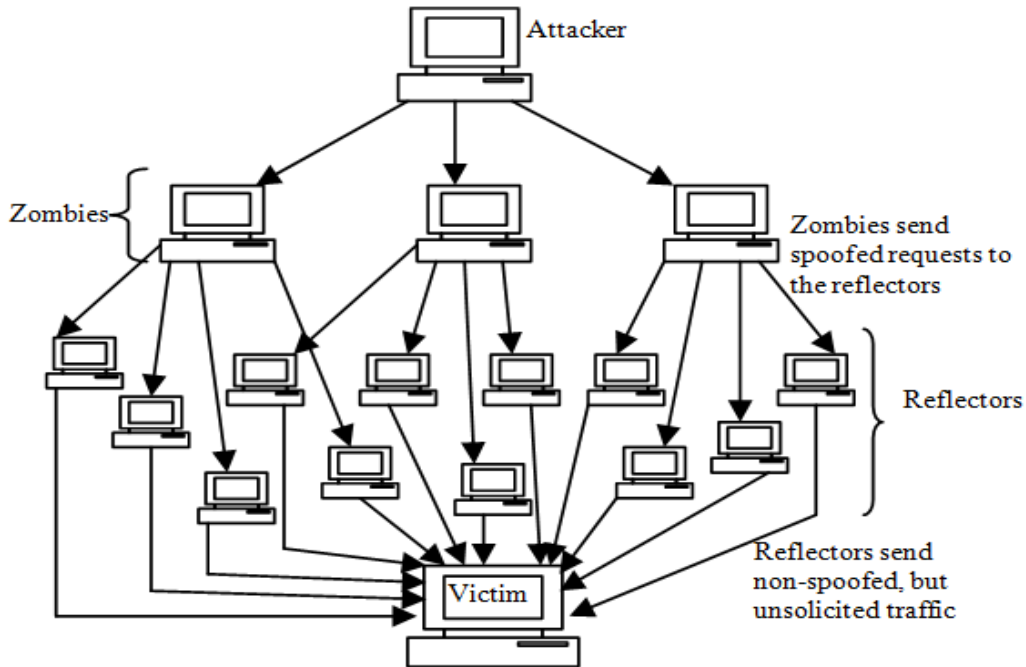 Attacker
Zombies
Zombies send
spoofed requests to
the reflectors
Reflectors
Reflectors send
non-spoofed, but
unsolicited traffic
Victim